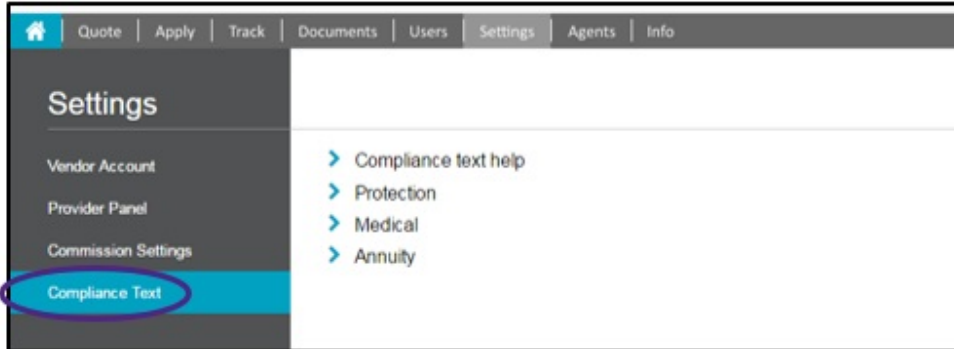 Quote Apply Track Documents Users Settings Agents Info
Settings
Vendor Account
Provider Panel
Commission Settings
Compliance Text
Compliance text help
Protection
Medical
Annuity